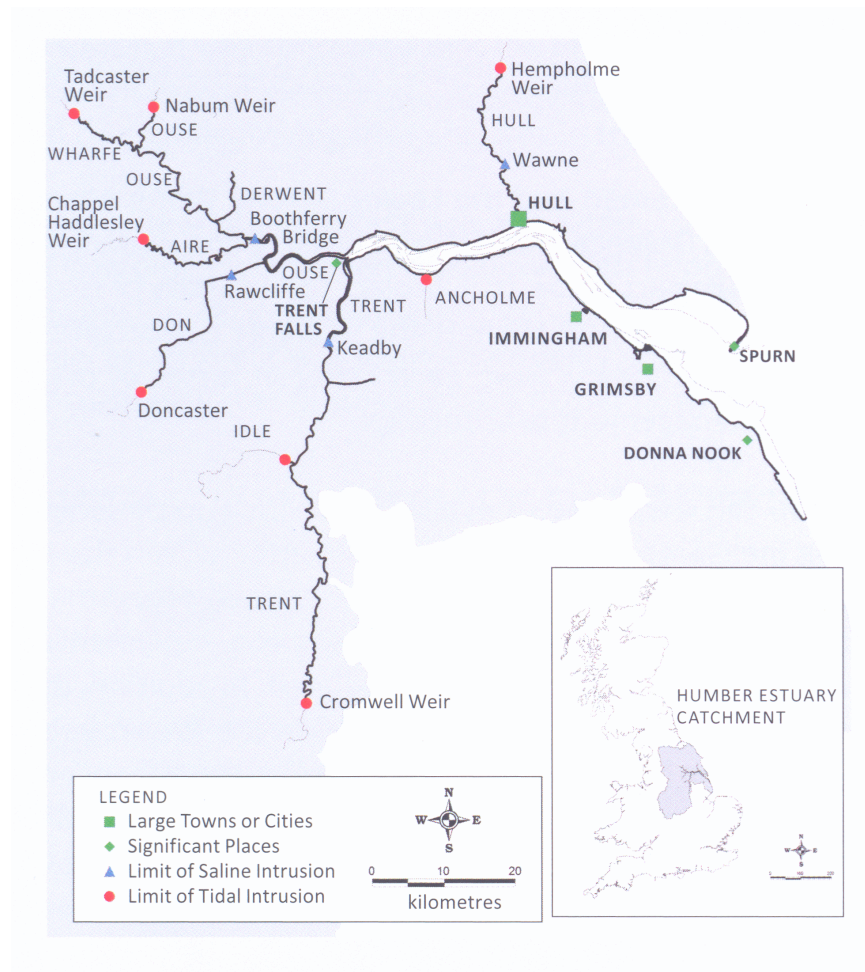 Tadcaster
Weir
Nabum Weir
OUSE
WHARFE
OUSE
DERWENT
Chappel
Haddlesley
Weir
AIRE
Boothferry
Bridge
OUSE
Rawcliffe
TRENT
FALLS
TRENT
DON
Keadby
Doncaster
IDLE
TRENT
Cromwell Weir
Hempholme
Weir
HULL
Wawne
HULL
ANCHOLME
IMMINGHAM
GRIMSBY
SPURN
DONNA NOOK
HUMBER ESTUARY
CATCHMENT
N
W E
S
LEGEND
Large Towns or Cities
Significant Places
Limit of Saline Intrusion
Limit of Tidal Intrusion
N
W E
S
0 10 20
kilometres